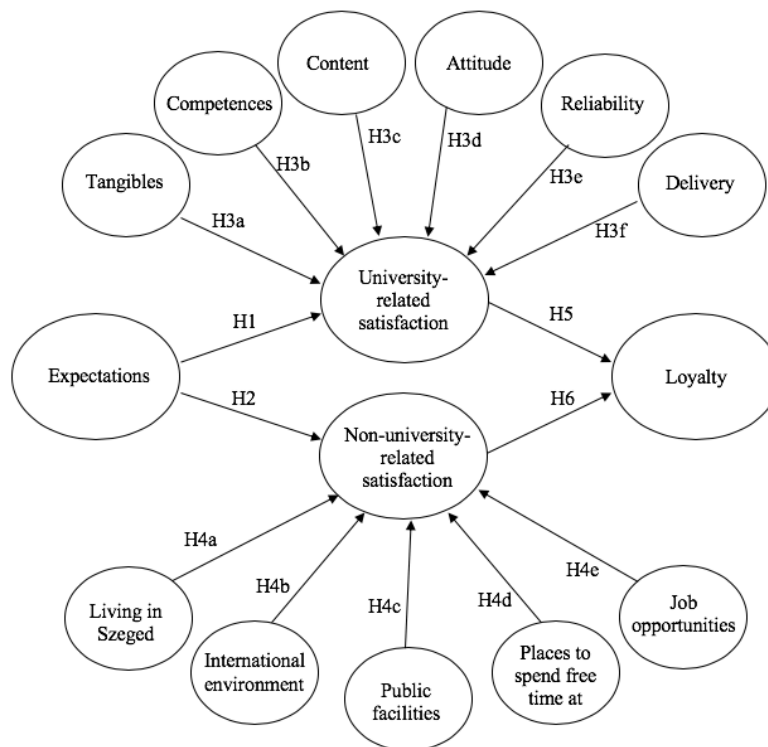 Content
Attitude
Competences
Reliability
H3c
H3d
H3b
H3e
Tangibles
Delivery
H3a
H3f
University-
related
satisfaction
H1
H5
Expectations
Loyalty
H2
H6
Non-university-
related
satisfaction
H4a
H4b
H4c
H4d
H4e
Living in
Szeged
International
environment
Public
facilities
Places to
spend free
time at
Job
opportunities